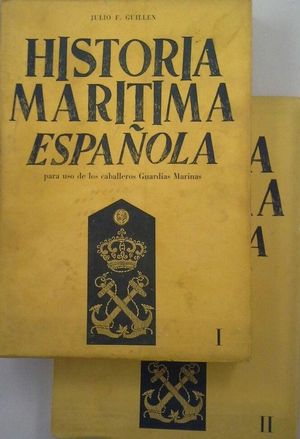 JULIO F. GUILLEN
HISTORIA
MARITIMA
ESPAÑOLA
para uso de los caballeros Guardias Marinas
I
A
A
A
II